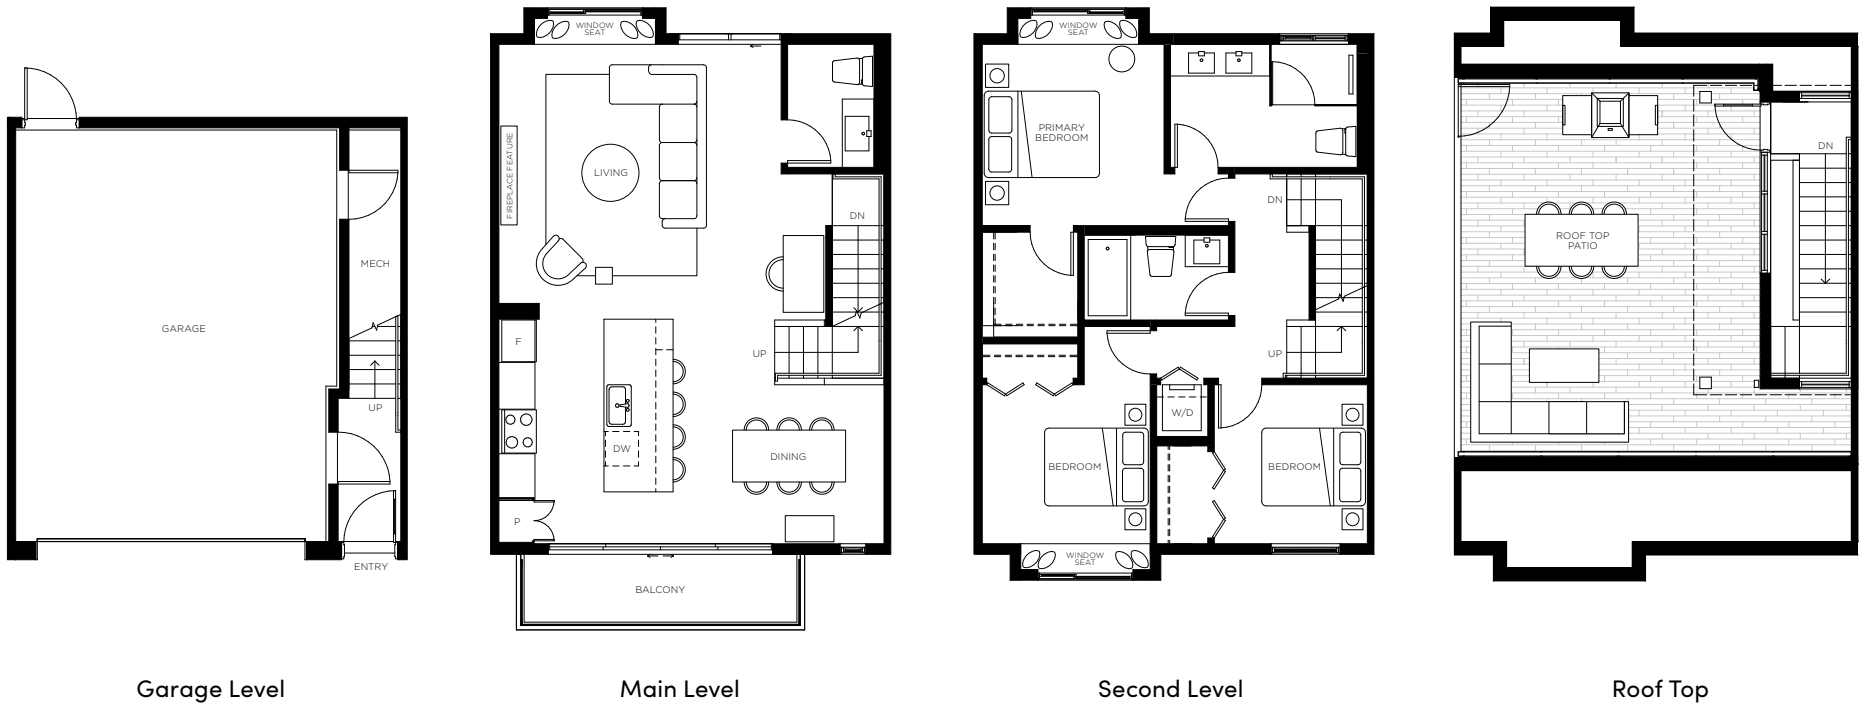 GARAGE
MECH
UP
ENTRY
Garage Level
WINDOW
SEAT
FIREPLACE FEATURE
LIVING
DN
UP
F
DW
DINING
P
BALCONY
Main Level
WINDOW
SEAT
PRIMARY
BEDROOM
DN
UP
W/D
BEDROOM
BEDROOM
WINDOW
SEAT
Second Level
DN
ROOF TOP
PATIO
Roof Top